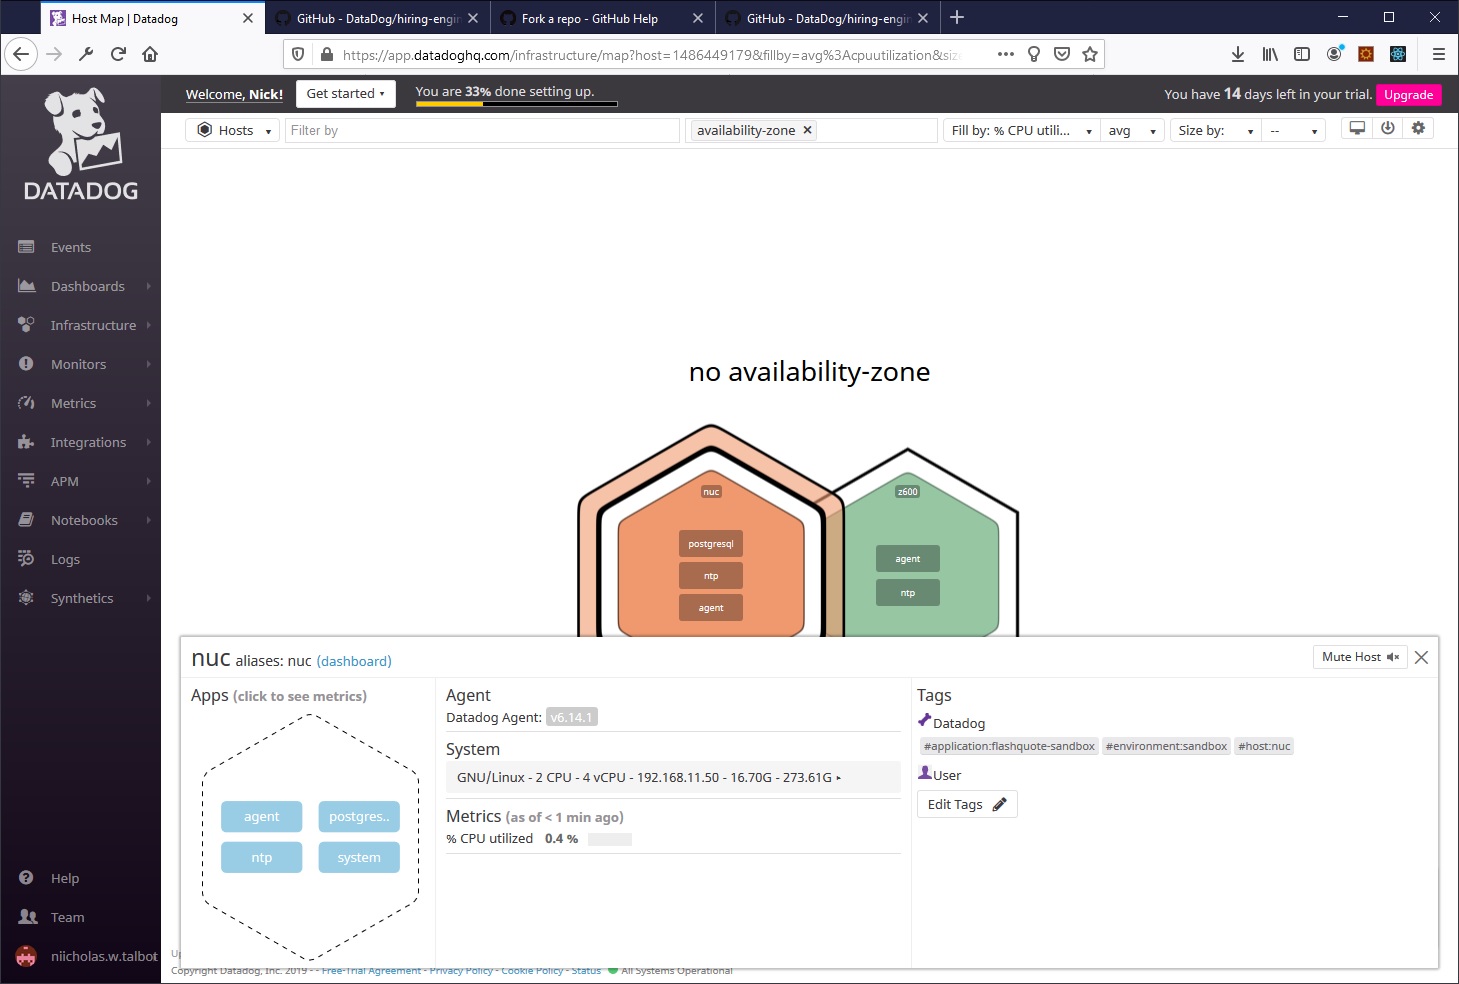 Host Map | Datadog
GitHub - DataDog/hiring-engin
Fork a repo - GitHub Help
GitHub - DataDog/hiring-engin
https://app.datadoghq.com/infrastructure/map?host=1486449179&fillby=avg%3Acpuutilization&siz
DATADOG
Welcome, Nick!
Get started
You are 33% done setting up.
You have 14 days left in your trial.
Upgrade
Hosts
Filter by
availability-zone ×
Fill by: % CPU utili...
avg
Size by:
--
Events
Dashboards
Infrastructure
Monitors
Metrics
Integrations
APM
Notebooks
Logs
Synthetics
Help
Team
niicholas.w.talbot
no availability-zone
nuc
postgresql
ntp
agent
z600
agent
ntp
nuc aliases: nuc (dashboard)
Mute Host
Apps (click to see metrics)
agent
postgres..
ntp
system
Agent
Datadog Agent: v6.14.1
System
GNU/Linux - 2 CPU - 4 vCPU - 192.168.11.50 - 16.70G - 273.61G
Metrics (as of < 1 min ago)
% CPU utilized 0.4 %
Tags
Datadog
#application:flashquote-sandbox #environment:sandbox #host:nuc
User
Edit Tags
Copyright Datadog, Inc. 2019 - - Free-Trial Agreement - Privacy Policy - Cookie Policy - Status All Systems Operational